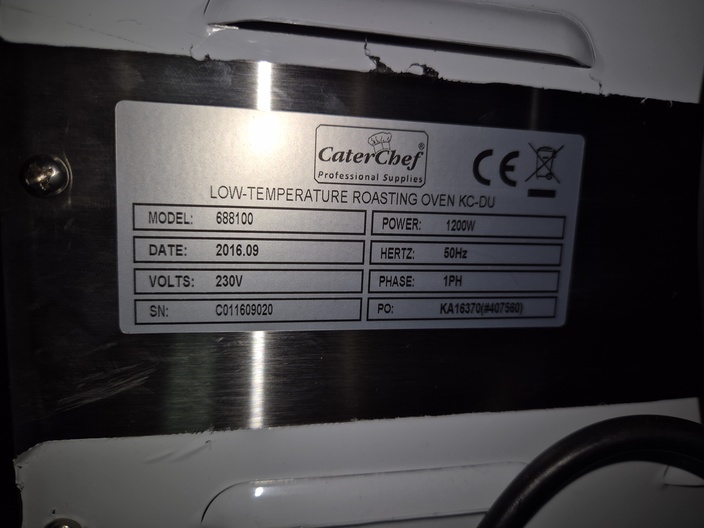 CaterChef®
Professional Supplies
CE
LOW-TEMPERATURE ROASTING OVEN KC-DU
MODEL: 688100 POWER: 1200W
DATE: 2016.09 HERTZ: 50Hz
VOLTS: 230V PHASE: 1PH
SN: C011609020 PO: KA16370(#407560)